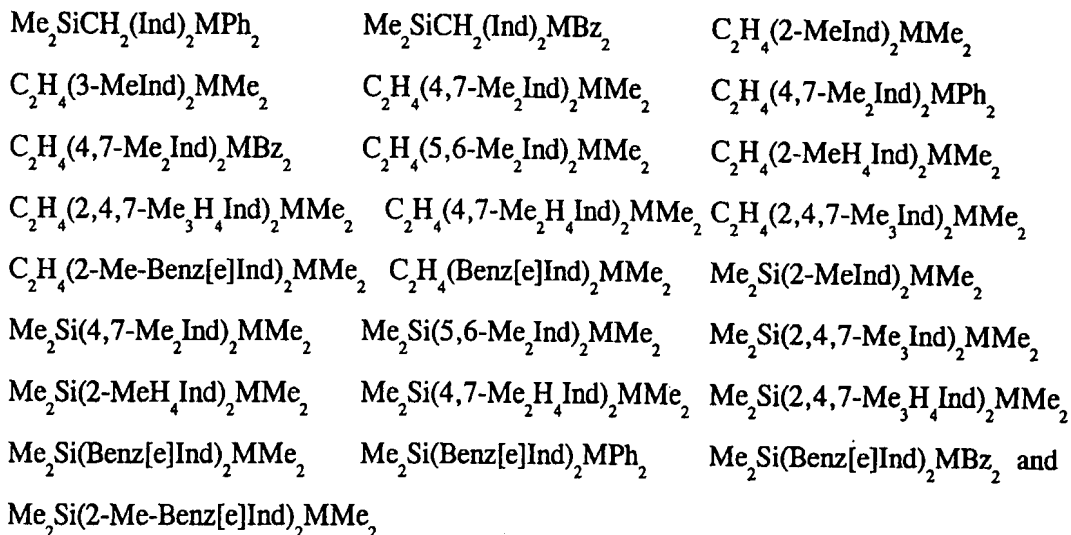 Me₂SiCH₂(Ind)₂MPh₂ Me₂SiCH₂(Ind)₂MBz₂ C₂H₄(2-MeInd)₂MMe₂
C₂H₄(3-MeInd)₂MMe₂ C₂H₄(4,7-Me₂Ind)₂MMe₂ C₂H₄(4,7-Me₂Ind)₂MPh₂
C₂H₄(4,7-Me₂Ind)₂MBz₂ C₂H₄(5,6-Me₂Ind)₂MMe₂ C₂H₄(2-MeH₄Ind)₂MMe₂
C₂H₄(2,4,7-Me₃H₄Ind)₂MMe₂ C₂H₄(4,7-Me₂H₄Ind)₂MMe₂ C₂H₄(2,4,7-Me₃Ind)₂MMe₂
C₂H₄(2-Me-Benz[e]Ind)₂MMe₂ C₂H₄(Benz[e]Ind)₂MMe₂ Me₂Si(2-MeInd)₂MMe₂
Me₂Si(4,7-Me₂Ind)₂MMe₂ Me₂Si(5,6-Me₂Ind)₂MMe₂ Me₂Si(2,4,7-Me₃Ind)₂MMe₂
Me₂Si(2-MeH₄Ind)₂MMe₂ Me₂Si(4,7-Me₂H₄Ind)₂MMe₂ Me₂Si(2,4,7-Me₃H₄Ind)₂MMe₂
Me₂Si(Benz[e]Ind)₂MMe₂ Me₂Si(Benz[e]Ind)₂MPh₂ Me₂Si(Benz[e]Ind)₂MBz₂ and
Me₂Si(2-Me-Benz[e]Ind)₂MMe₂